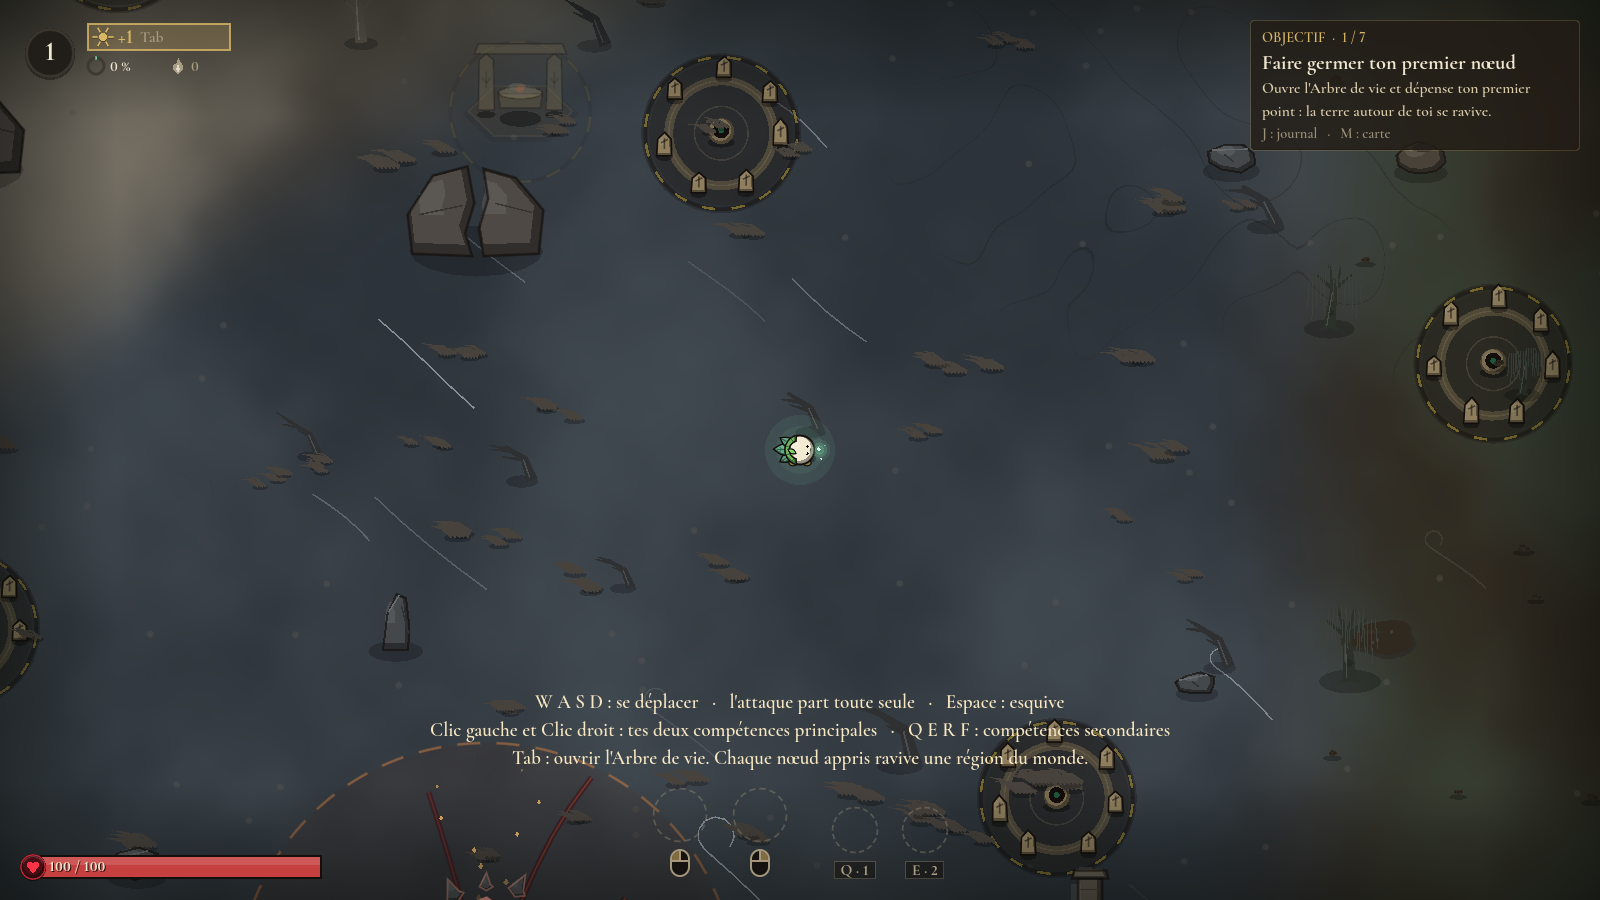 1
+1 Tab
0 %
0
OBJECTIF · 1 / 7
Faire germer ton premier nœud
Ouvre l'Arbre de vie et dépense ton premier
point : la terre autour de toi se ravive.
J : journal · M : carte
W A S D : se déplacer · l'attaque part toute seule · Espace : esquive
Clic gauche et Clic droit : tes deux compétences principales · Q E R F : compétences secondaires
Tab : ouvrir l'Arbre de vie. Chaque nœud appris ravive une région du monde.
100 / 100
Q · 1
E · 2